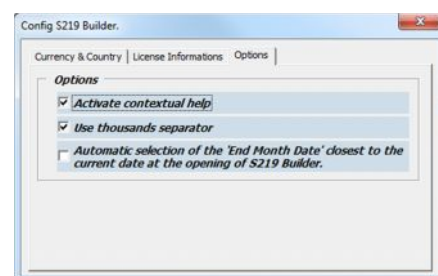 Config S219 Builder.
Currency & Country
License Informations
Options
Options
Activate contextual help
Use thousands separator
Automatic selection of the 'End Month Date' closest to the
current date at the opening of S219 Builder.